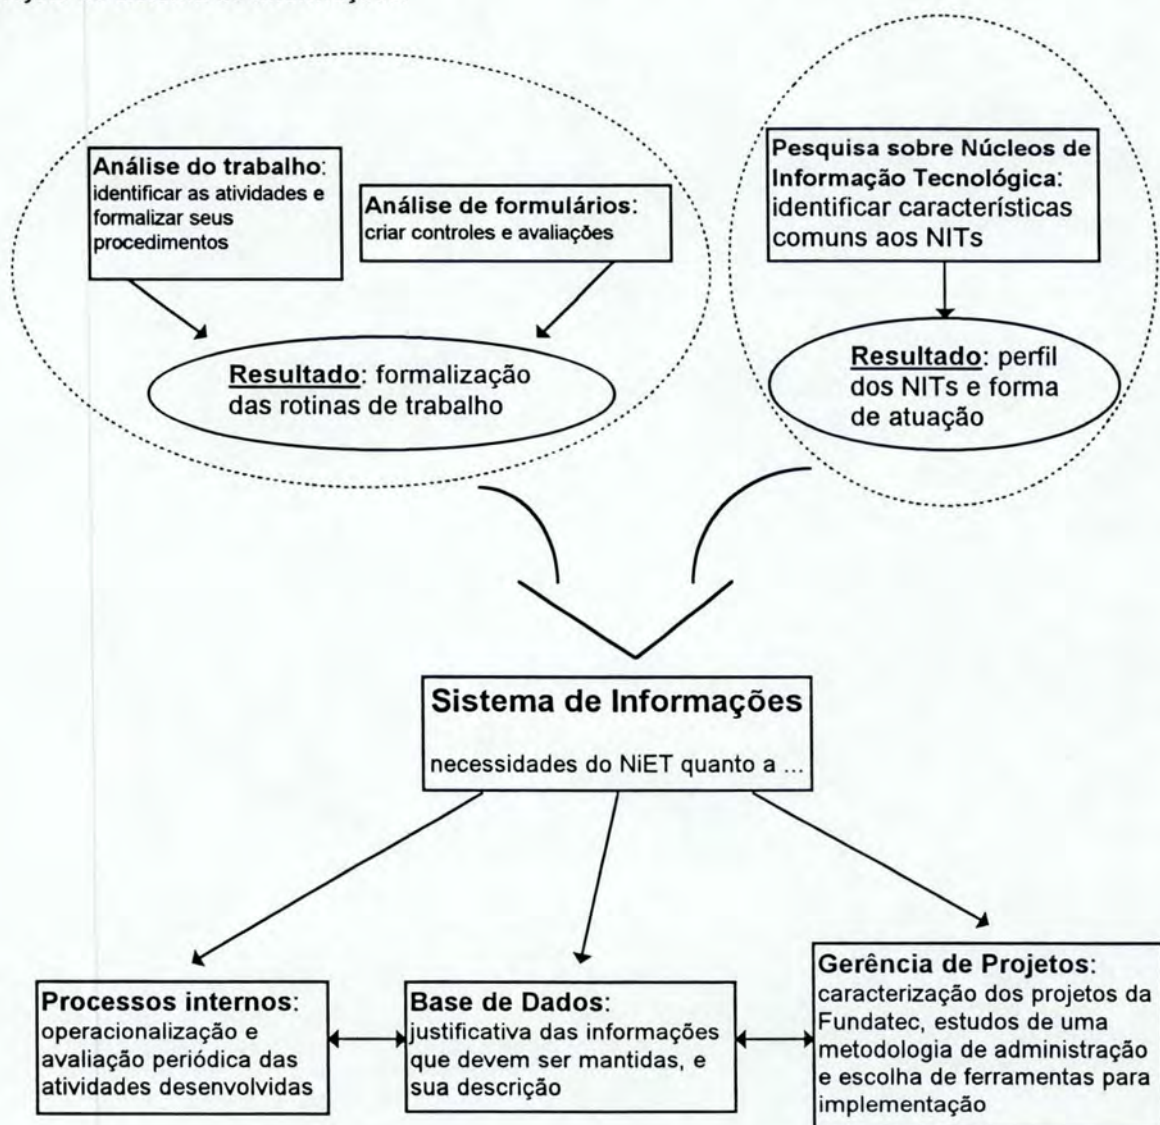 Análise do trabalho:
identificar as atividades e
formalizar seus
procedimentos
Análise de formulários:
criar controles e avaliações
Resultado: formalização
das rotinas de trabalho
Pesquisa sobre Núcleos de
Informação Tecnológica:
identificar características
comuns aos NITs
Resultado: perfil
dos NITs e forma
de atuação
Sistema de Informações
necessidades do NiET quanto a ...
Processos internos:
operacionalização e
avaliação periódica das
atividades desenvolvidas
Base de Dados:
justificativa das informações
que devem ser mantidas, e
sua descrição
Gerência de Projetos:
caracterização dos projetos da
Fundatec, estudos de uma
metodologia de administração
e escolha de ferramentas para
implementação